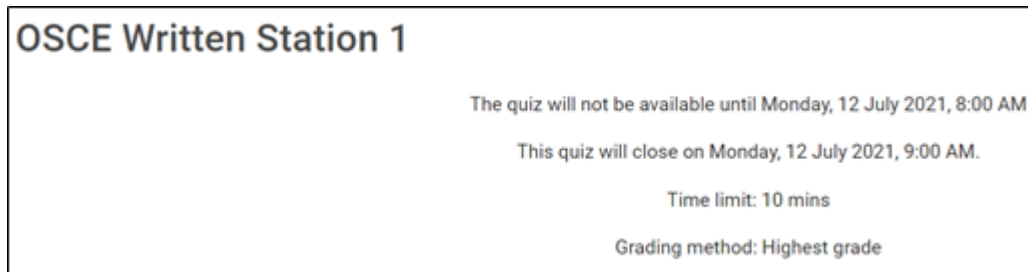 OSCE Written Station 1
The quiz will not be available until Monday, 12 July 2021, 8:00 AM
This quiz will close on Monday, 12 July 2021, 9:00 AM.
Time limit: 10 mins
Grading method: Highest grade